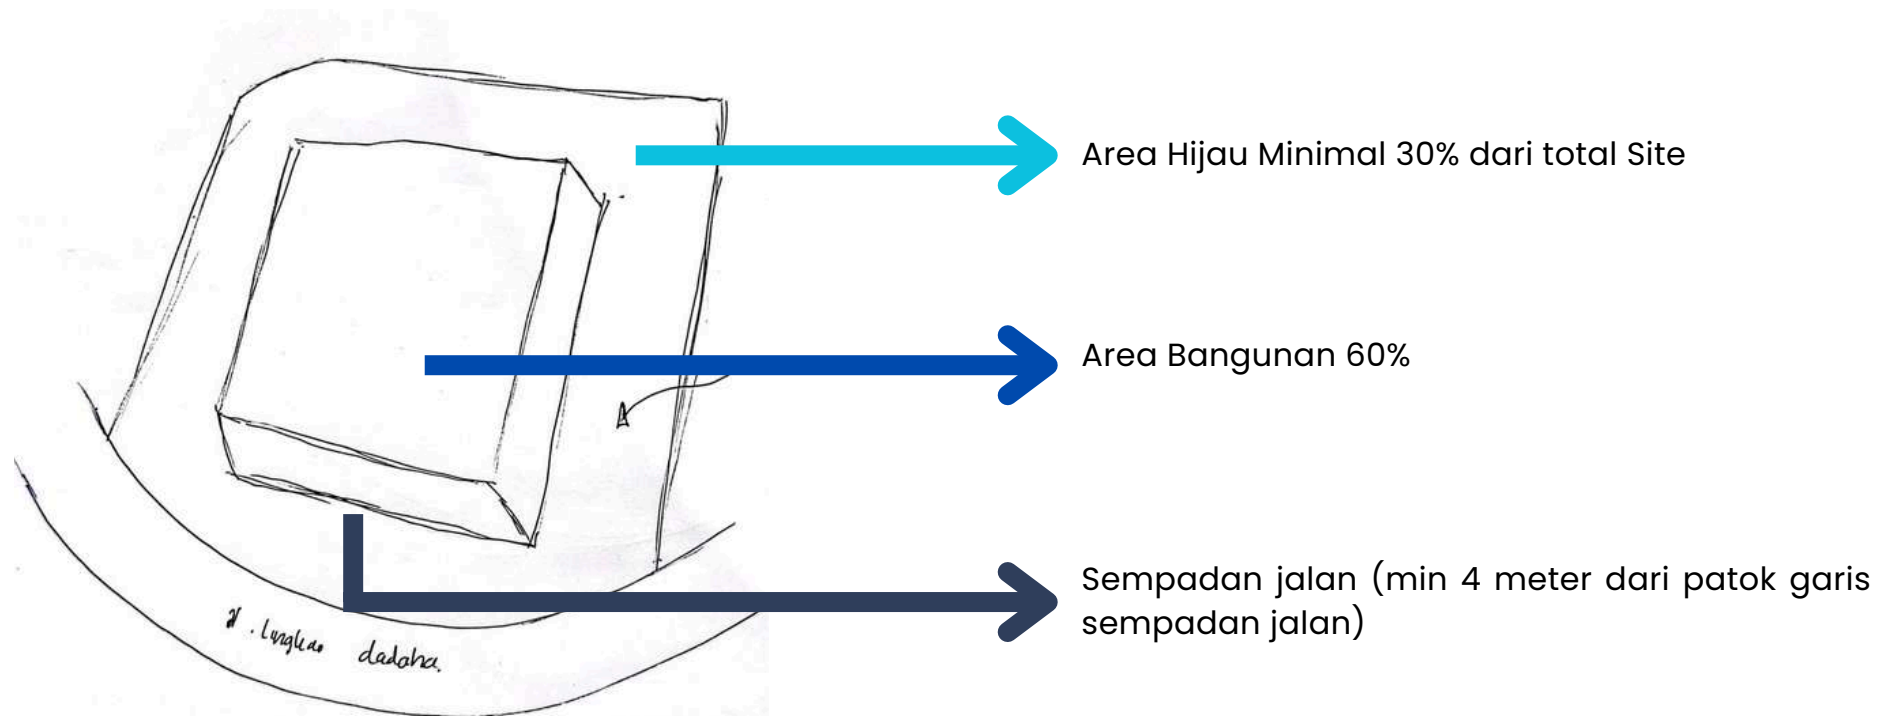 Area Hijau Minimal 30% dari total Site
Area Bangunan 60%
Sempadan jalan (min 4 meter dari patok garis
sempadan jalan)
dadaha.